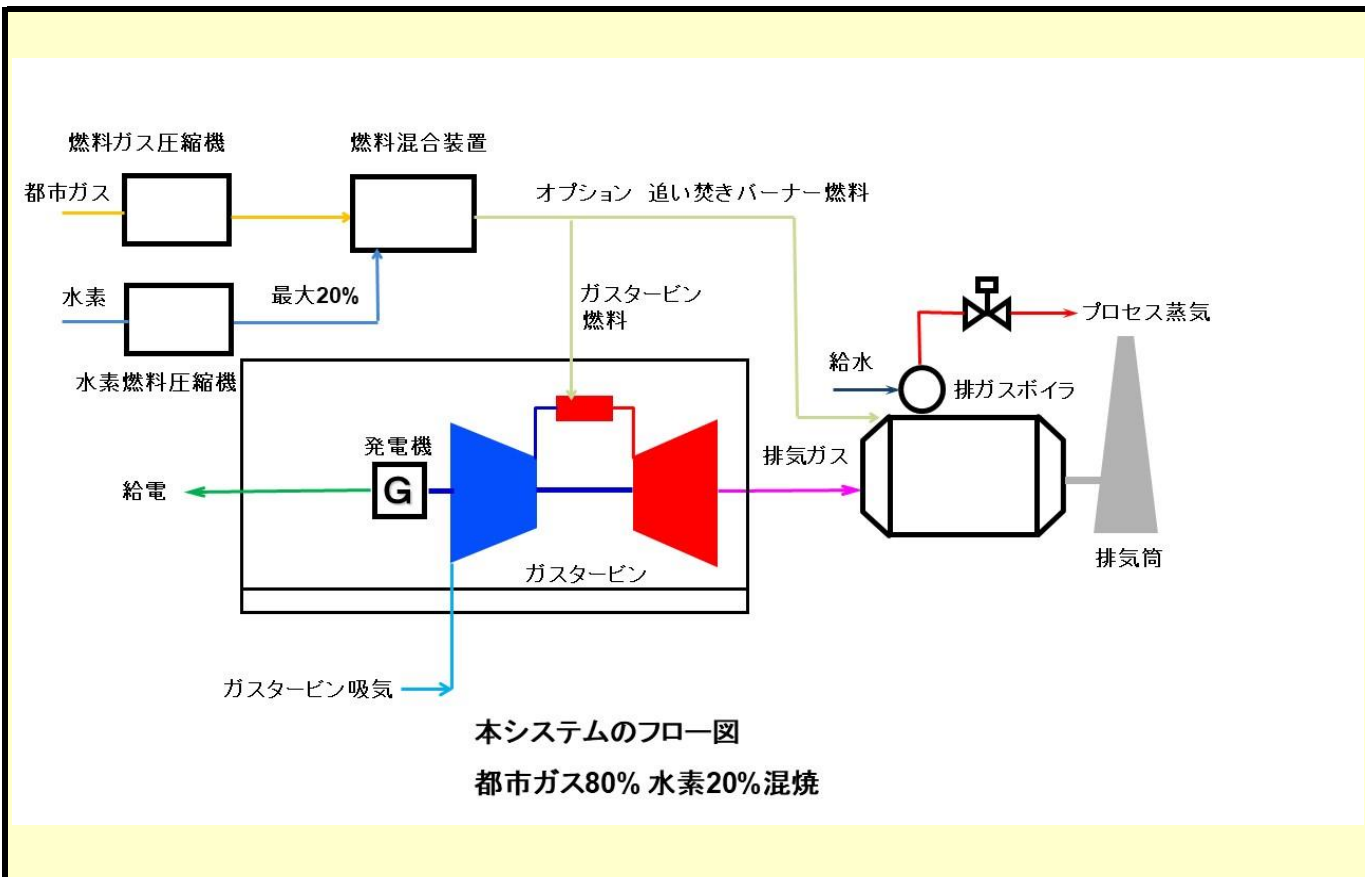 燃料ガス圧縮機
燃料混合装置
都市ガス
オプション 追い焚きバーナー燃料
水素
最大20%
ガスタービン
燃料
プロセス蒸気
水素燃料圧縮機
給水
排ガスボイラ
発電機
排気ガス
給電
G
ガスタービン
排気筒
ガスタービン吸気
本システムのフロー図
都市ガス80% 水素20%混焼